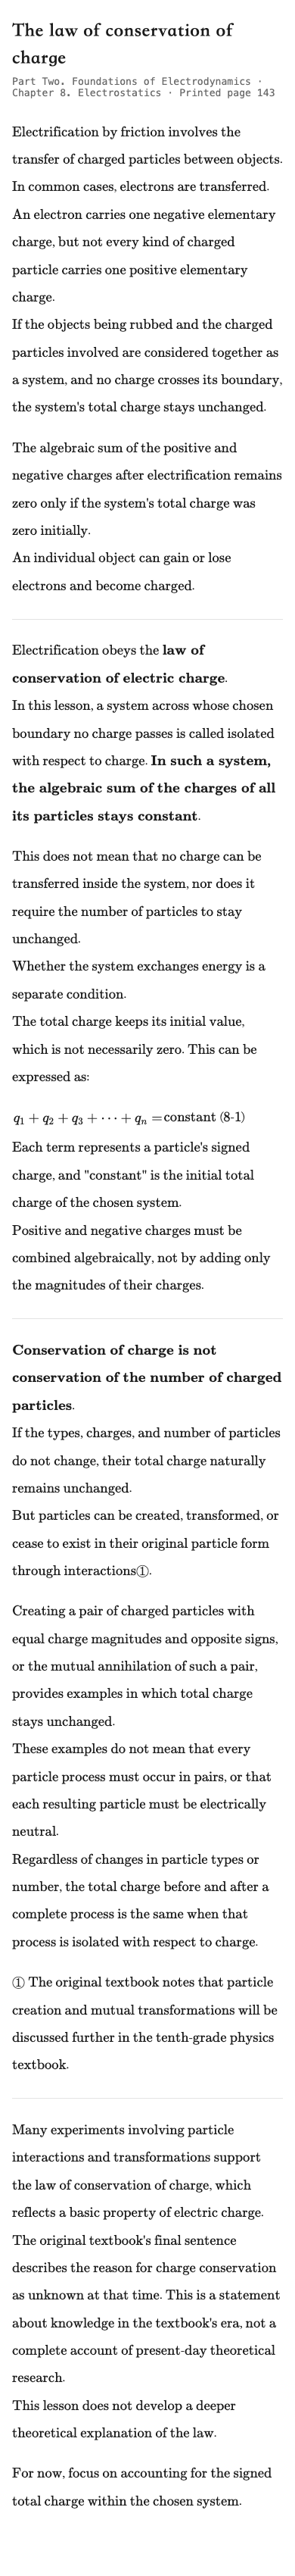 The law of conservation of
charge
Part Two. Foundations of Electrodynamics ·
Chapter 8. Electrostatics · Printed page 143
Electrification by friction involves the
transfer of charged particles between objects.
In common cases, electrons are transferred.
An electron carries one negative elementary
charge, but not every kind of charged
particle carries one positive elementary
charge.
If the objects being rubbed and the charged
particles involved are considered together as
a system, and no charge crosses its boundary,
the system's total charge stays unchanged.
The algebraic sum of the positive and
negative charges after electrification remains
zero only if the system's total charge was
zero initially.
An individual object can gain or lose
electrons and become charged.
Electrification obeys the law of
conservation of electric charge.
In this lesson, a system across whose chosen
boundary no charge passes is called isolated
with respect to charge. In such a system,
the algebraic sum of the charges of all
its particles stays constant.
This does not mean that no charge can be
transferred inside the system, nor does it
require the number of particles to stay
unchanged.
Whether the system exchanges energy is a
separate condition.
The total charge keeps its initial value,
which is not necessarily zero. This can be
expressed as:
q₁ + q₂ + q₃ + ⋯ + qₙ =constant (8-1)
Each term represents a particle's signed
charge, and "constant" is the initial total
charge of the chosen system.
Positive and negative charges must be
combined algebraically, not by adding only
the magnitudes of their charges.
Conservation of charge is not
conservation of the number of charged
particles.
If the types, charges, and number of particles
do not change, their total charge naturally
remains unchanged.
But particles can be created, transformed, or
cease to exist in their original particle form
through interactions①.
Creating a pair of charged particles with
equal charge magnitudes and opposite signs,
or the mutual annihilation of such a pair,
provides examples in which total charge
stays unchanged.
These examples do not mean that every
particle process must occur in pairs, or that
each resulting particle must be electrically
neutral.
Regardless of changes in particle types or
number, the total charge before and after a
complete process is the same when that
process is isolated with respect to charge.
① The original textbook notes that particle
creation and mutual transformations will be
discussed further in the tenth-grade physics
textbook.
Many experiments involving particle
interactions and transformations support
the law of conservation of charge, which
reflects a basic property of electric charge.
The original textbook's final sentence
describes the reason for charge conservation
as unknown at that time. This is a statement
about knowledge in the textbook's era, not a
complete account of present-day theoretical
research.
This lesson does not develop a deeper
theoretical explanation of the law.
For now, focus on accounting for the signed
total charge within the chosen system.